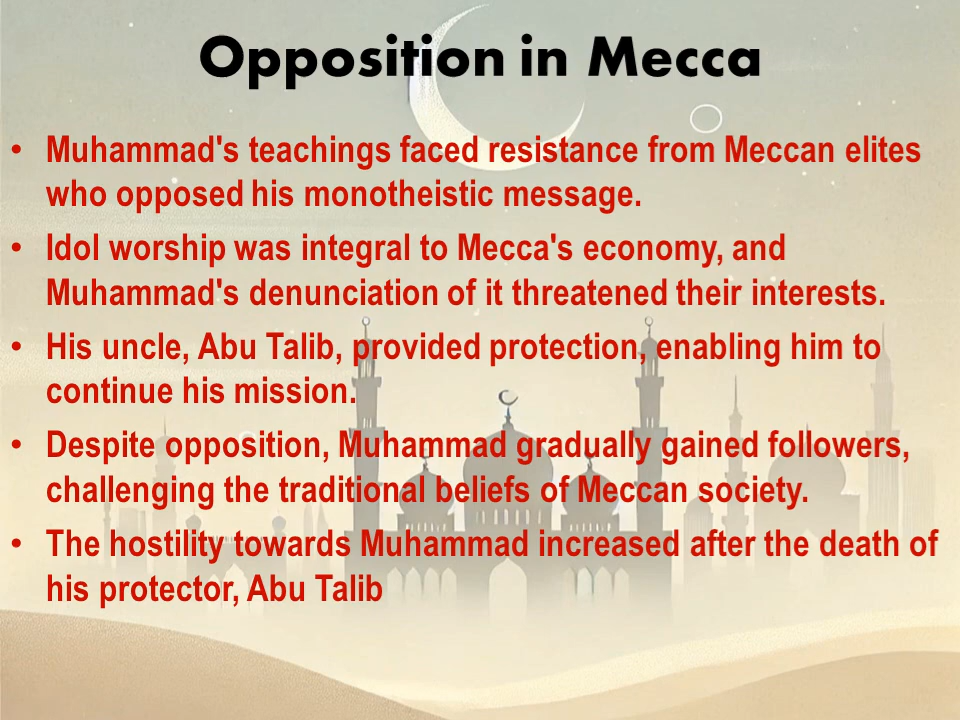 Opposition in Mecca
• Muhammad's teachings faced resistance from Meccan elites
who opposed his monotheistic message.
• Idol worship was integral to Mecca's economy, and
Muhammad's denunciation of it threatened their interests.
• His uncle, Abu Talib, provided protection, enabling him to
continue his mission.
• Despite opposition, Muhammad gradually gained followers,
challenging the traditional beliefs of Meccan society.
• The hostility towards Muhammad increased after the death of
his protector, Abu Talib